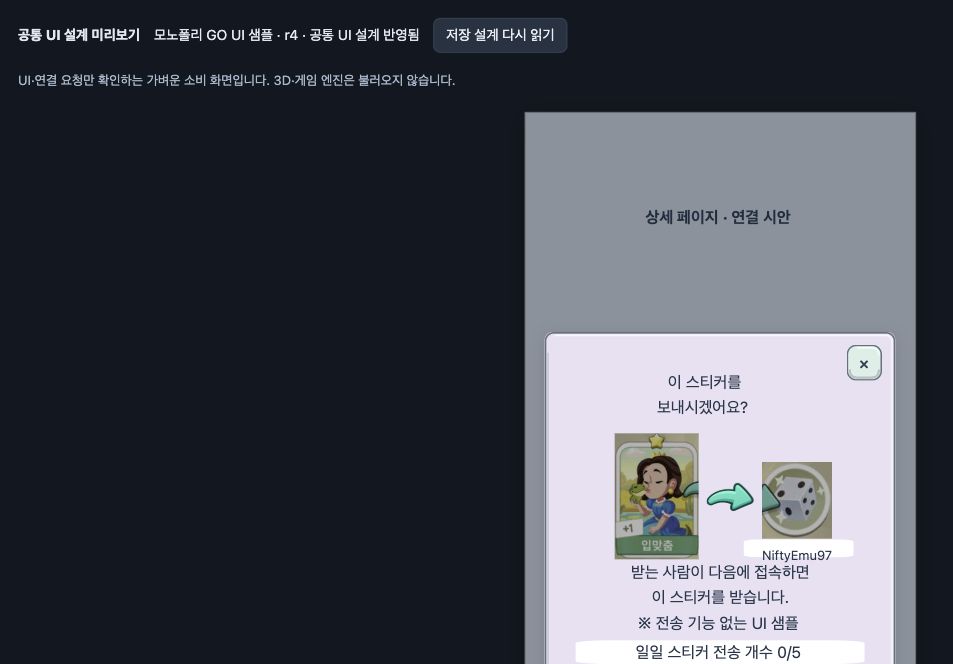 공통 UI 설계 미리보기 모노폴리 GO UI 샘플 · r4 · 공통 UI 설계 반영됨 저장 설계 다시 읽기
UI·연결 요청만 확인하는 가벼운 소비 화면입니다. 3D·게임 엔진은 불러오지 않습니다.
상세 페이지 · 연결 시안
×
이 스티커를
보내시겠어요?
+1
입맞춤
NiftyEmu97
받는 사람이 다음에 접속하면
이 스티커를 받습니다.
※ 전송 기능 없는 UI 샘플
일일 스티커 전송 개수 0/5